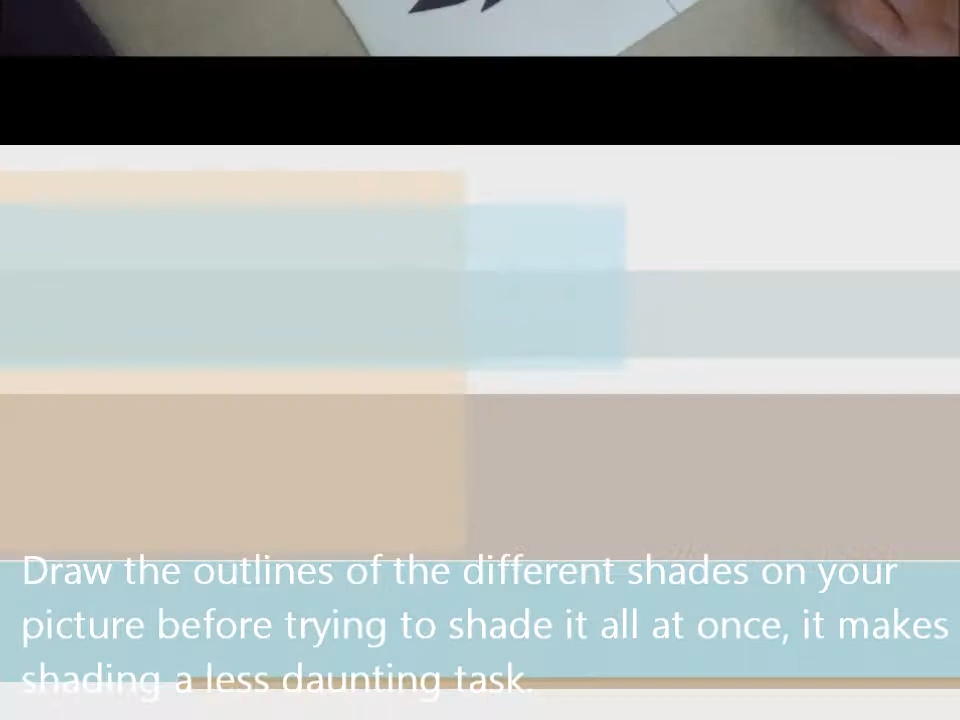 Draw the outlines of the different shades on your
picture before trying to shade it all at once, it makes
shading a less daunting task.